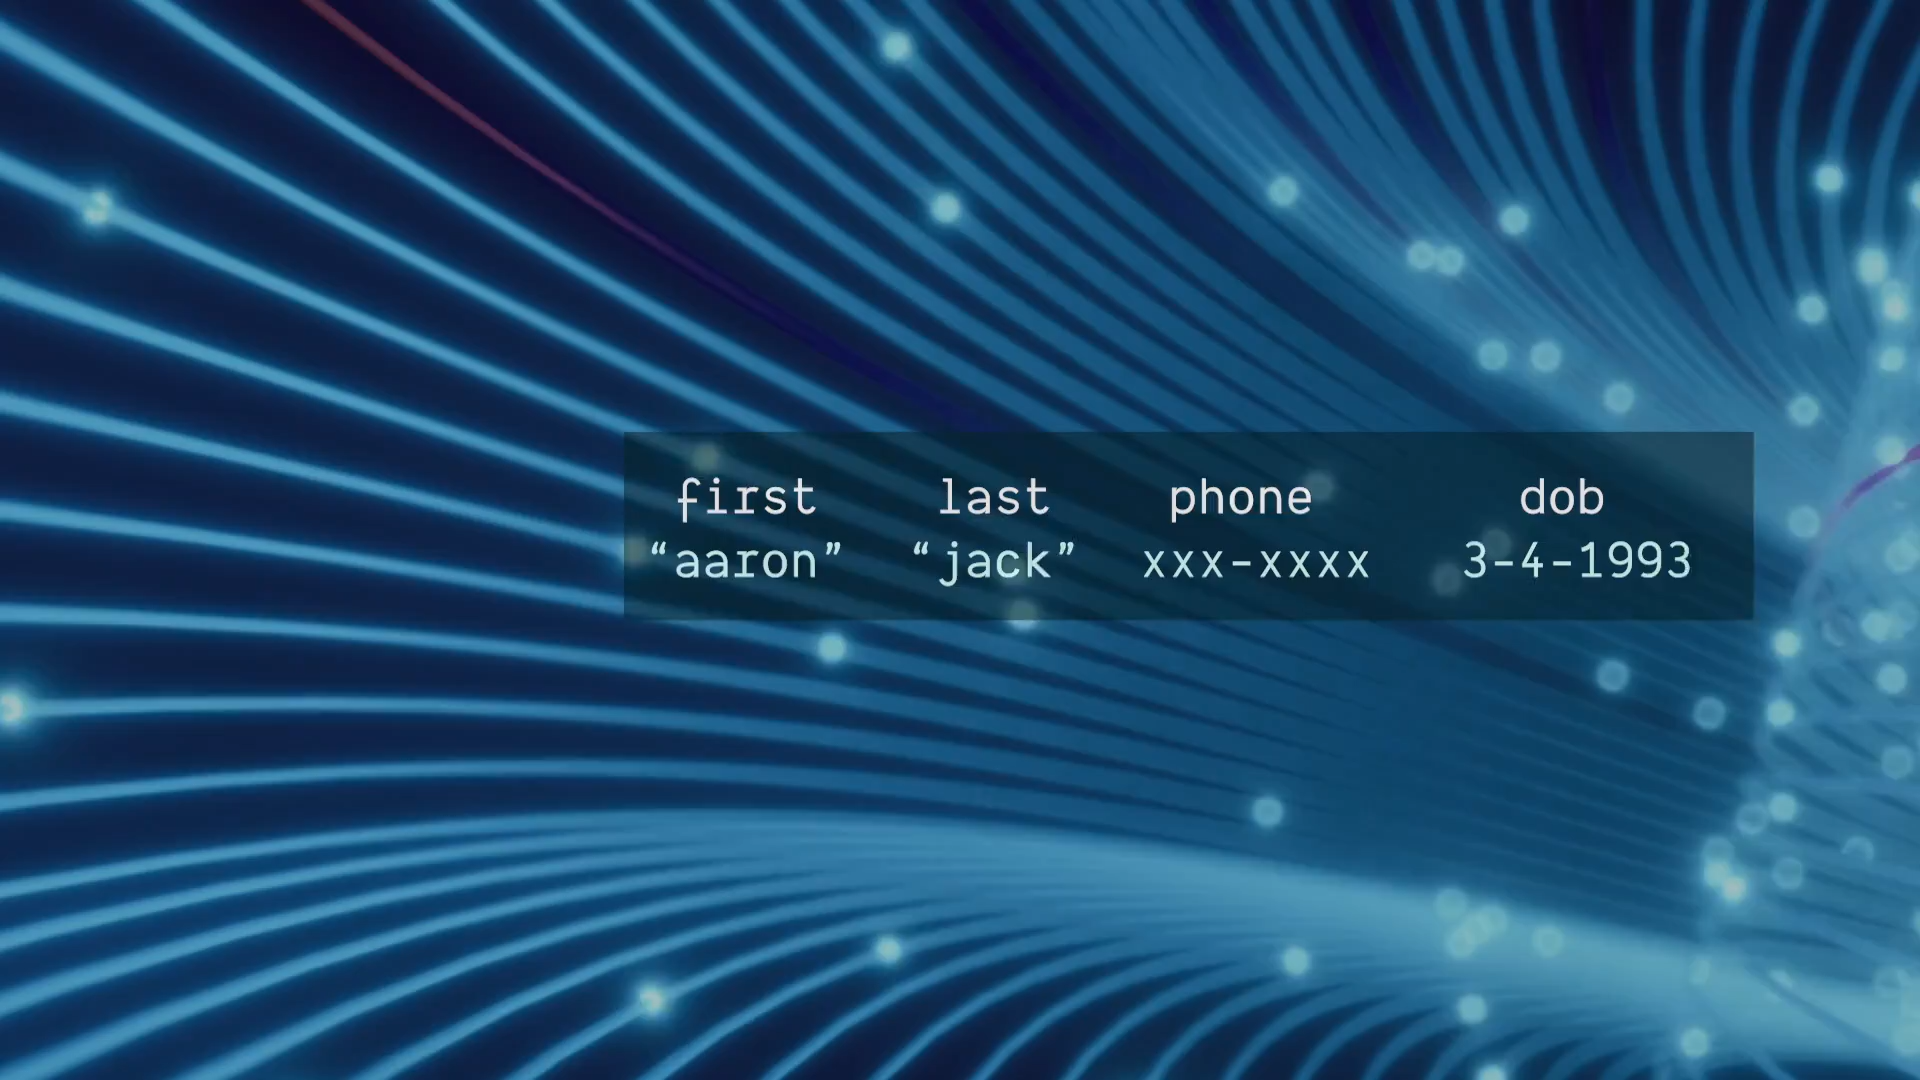 first last phone dob
“aaron” “jack” xxx-xxxx 3-4-1993